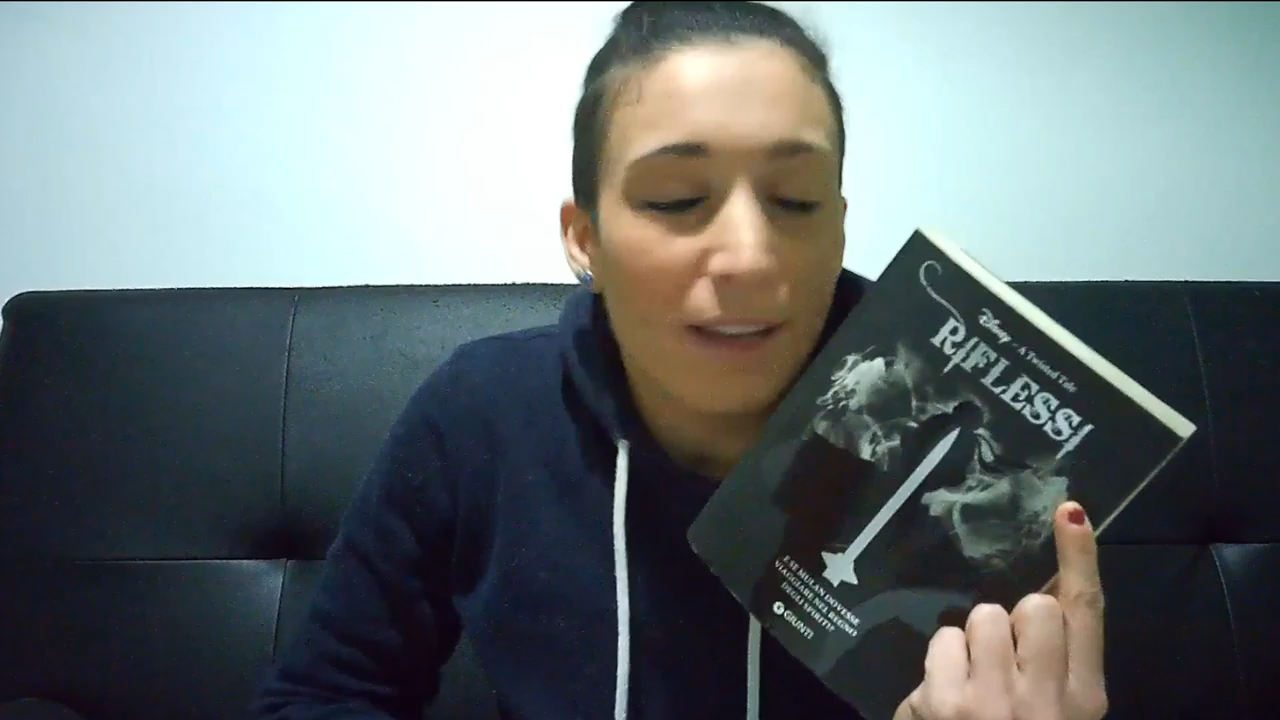 Disney - A Twisted Tale
RIFLESSI
E SE MULAN DOVESSE
VIAGGIARE NEL REGNO
DEGLI SPIRITI?
GIUNTI